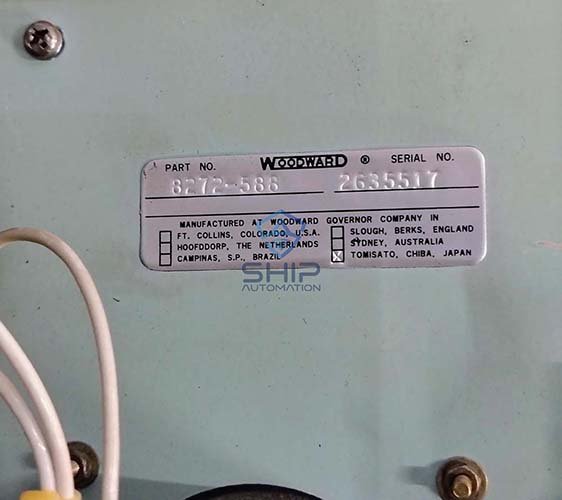 PART NO. WOODWARD ® SERIAL NO.
8272-586 2635517
MANUFACTURED AT WOODWARD GOVERNOR COMPANY IN
FT. COLLINS, COLORADO, U.S.A. SLOUGH, BERKS, ENGLAND
HOOFDDORP, THE NETHERLANDS SYDNEY, AUSTRALIA
CAMPINAS, S.P., BRAZIL TOMISATO, CHIBA, JAPAN
SHIP
AUTOMATION